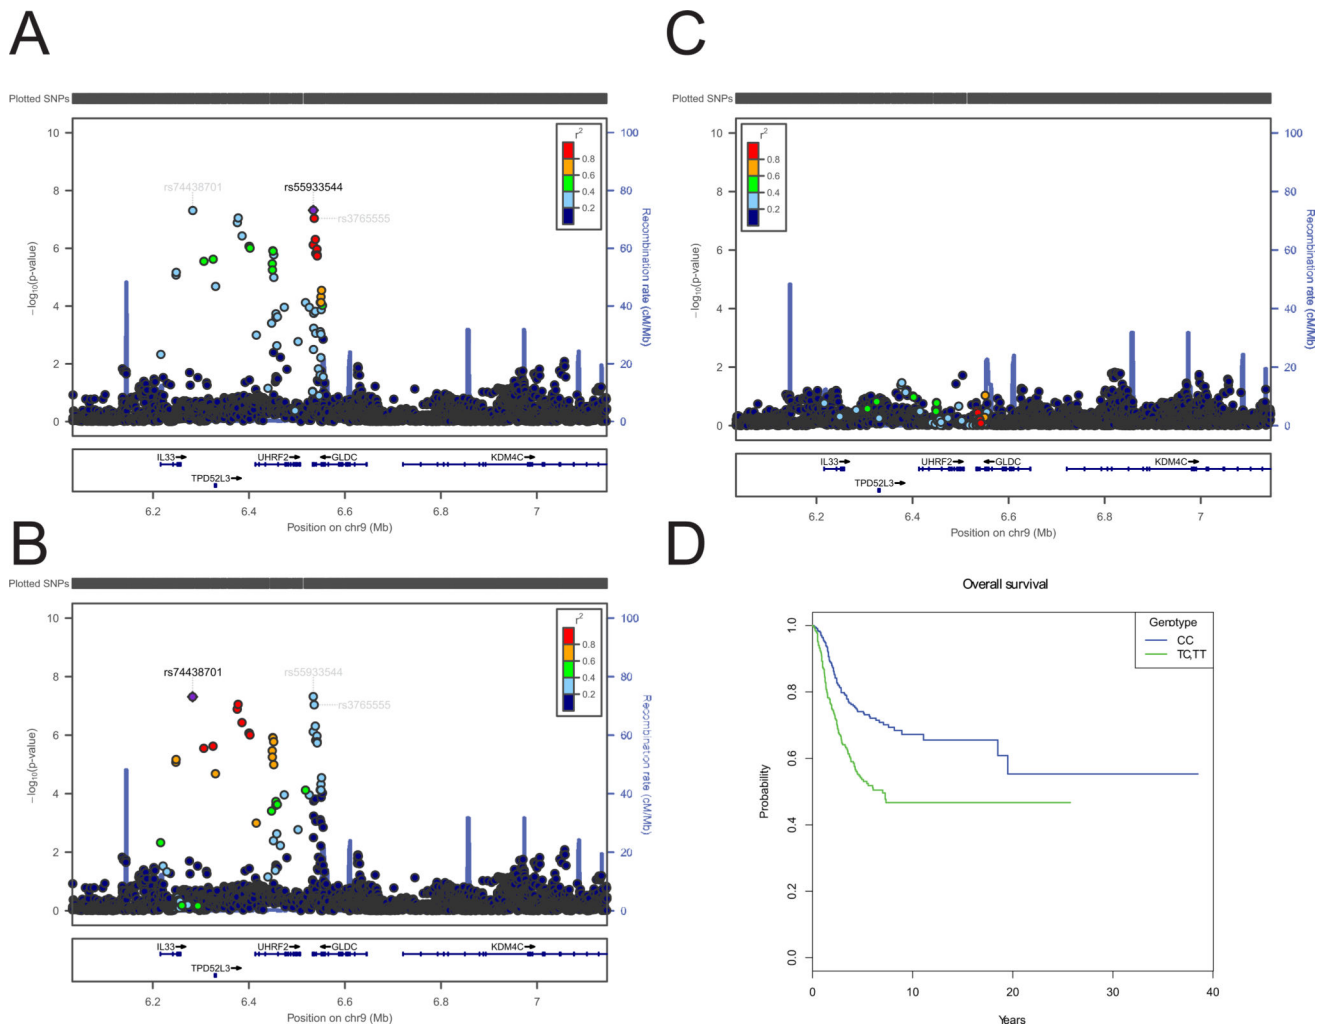 A
Plotted SNPs
10
8
6
4
2
0
−log10(p-value)
rs74438701
rs55933544
rs3765555
r2
0.8
0.6
0.4
0.2
100
80
60
40
20
0
Recombination rate (cM/Mb)
IL33
UHRF2
GLDC
KDM4C
TPD52L3
6.2
6.4
6.6
6.8
7
Position on chr9 (Mb)
B
Plotted SNPs
10
8
6
4
2
0
−log10(p-value)
rs74438701
rs55933544
rs3765555
r2
0.8
0.6
0.4
0.2
100
80
60
40
20
0
Recombination rate (cM/Mb)
IL33
UHRF2
GLDC
KDM4C
TPD52L3
6.2
6.4
6.6
6.8
7
Position on chr9 (Mb)
C
Plotted SNPs
10
8
6
4
2
0
−log10(p-value)
r2
0.8
0.6
0.4
0.2
100
80
60
40
20
0
Recombination rate (cM/Mb)
IL33
UHRF2
GLDC
KDM4C
TPD52L3
6.2
6.4
6.6
6.8
7
Position on chr9 (Mb)
D
Overall survival
Genotype
CC
TC,TT
1.0
0.8
0.6
0.4
0.2
0.0
Probability
0
10
20
30
40
Years